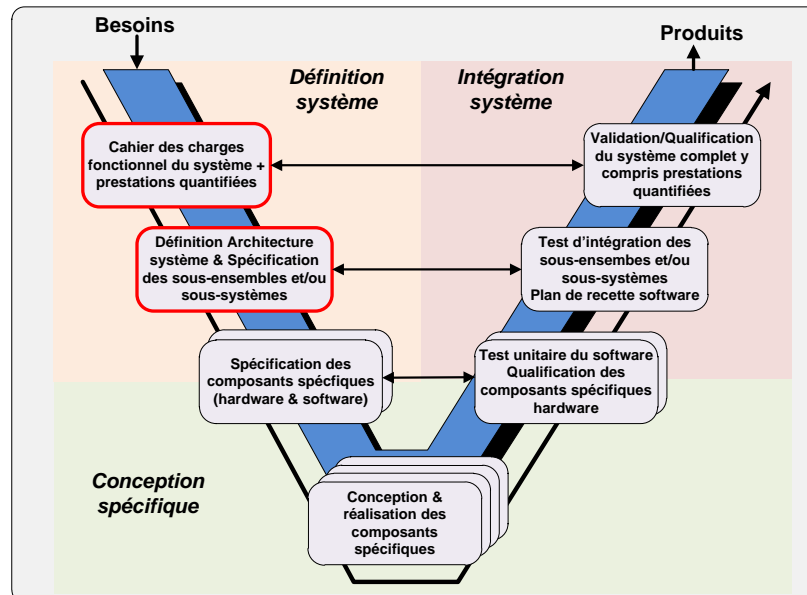 Besoins
Produits
Définition
système
Intégration
système
Cahier des charges
fonctionnel du système +
prestations quantifiées
Validation/Qualification
du système complet y
compris prestations
quantifiées
Définition Architecture
système & Spécification
des sous-ensembles et/ou
sous-systèmes
Test d'intégration des
sous-ensembes et/ou
sous-systèmes
Plan de recette software
Spécification des
composants spécfiques
(hardware & software)
Test unitaire du software
Qualification des
composants spécifiques
hardware
Conception
spécifique
Conception &
réalisation des
composants
spécifiques